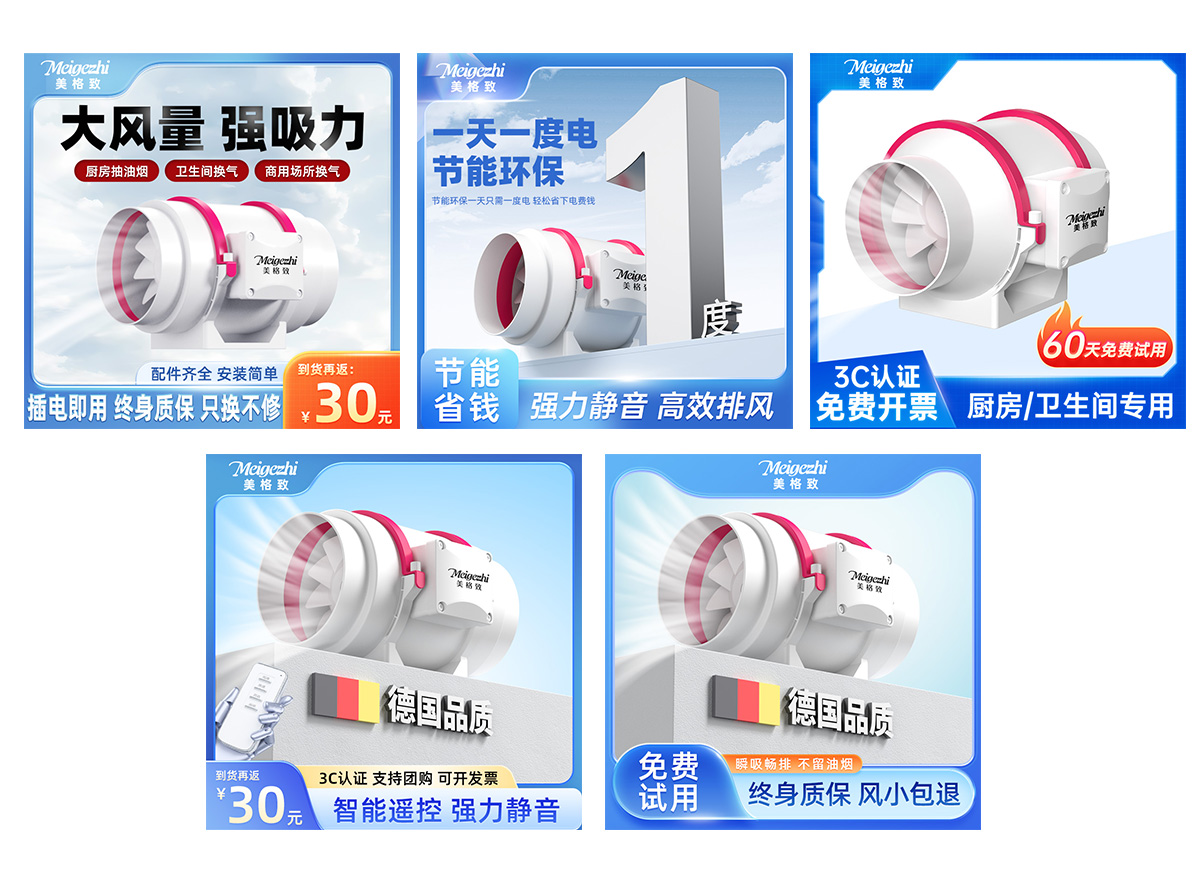 Meigezhi
美格致
大风量 强吸力
厨房抽油烟 卫生间换气 商用场所换气
Meigezhi
美格致
配件齐全 安装简单
插电即用 终身质保 只换不修
到货再返:
¥30元
Meigezhi
美格致
一天一度电
节能环保
节能环保一天只需一度电 轻松省下电费钱
1
度
美格致
节能
省钱
强力静音 高效排风
Meigezhi
美格致
Meigezhi
美格致
60天免费试用
3C认证
免费开票
厨房/卫生间专用
Meigezhi
美格致
Meigezhi
美格致
德国品质
到货再返
¥30元
3C认证 支持团购 可开发票
智能遥控 强力静音
Meigezhi
美格致
Meigezhi
美格致
德国品质
免费
试用
瞬吸畅排 不留油烟
终身质保 风小包退